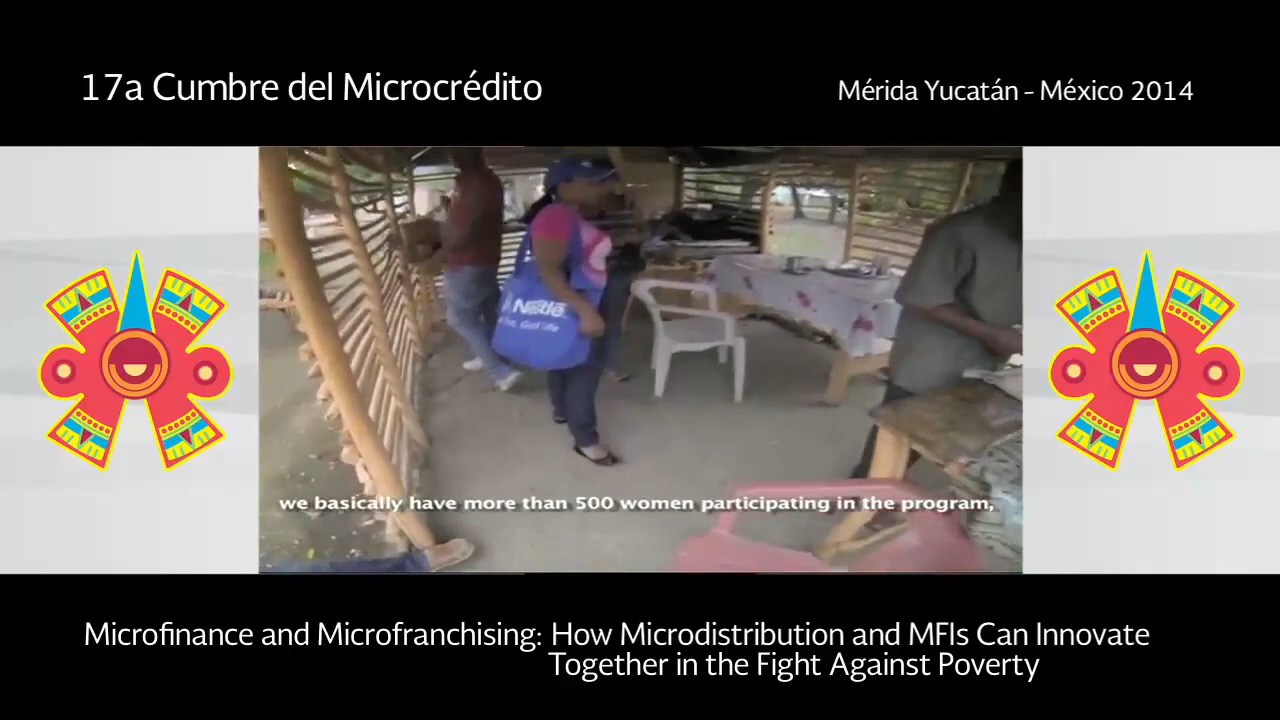 17a Cumbre del Microcrédito
Mérida Yucatán - México 2014
Nestlé
we basically have more than 500 women participating in the program,
Microfinance and Microfranchising: How Microdistribution and MFIs Can Innovate
Together in the Fight Against Poverty